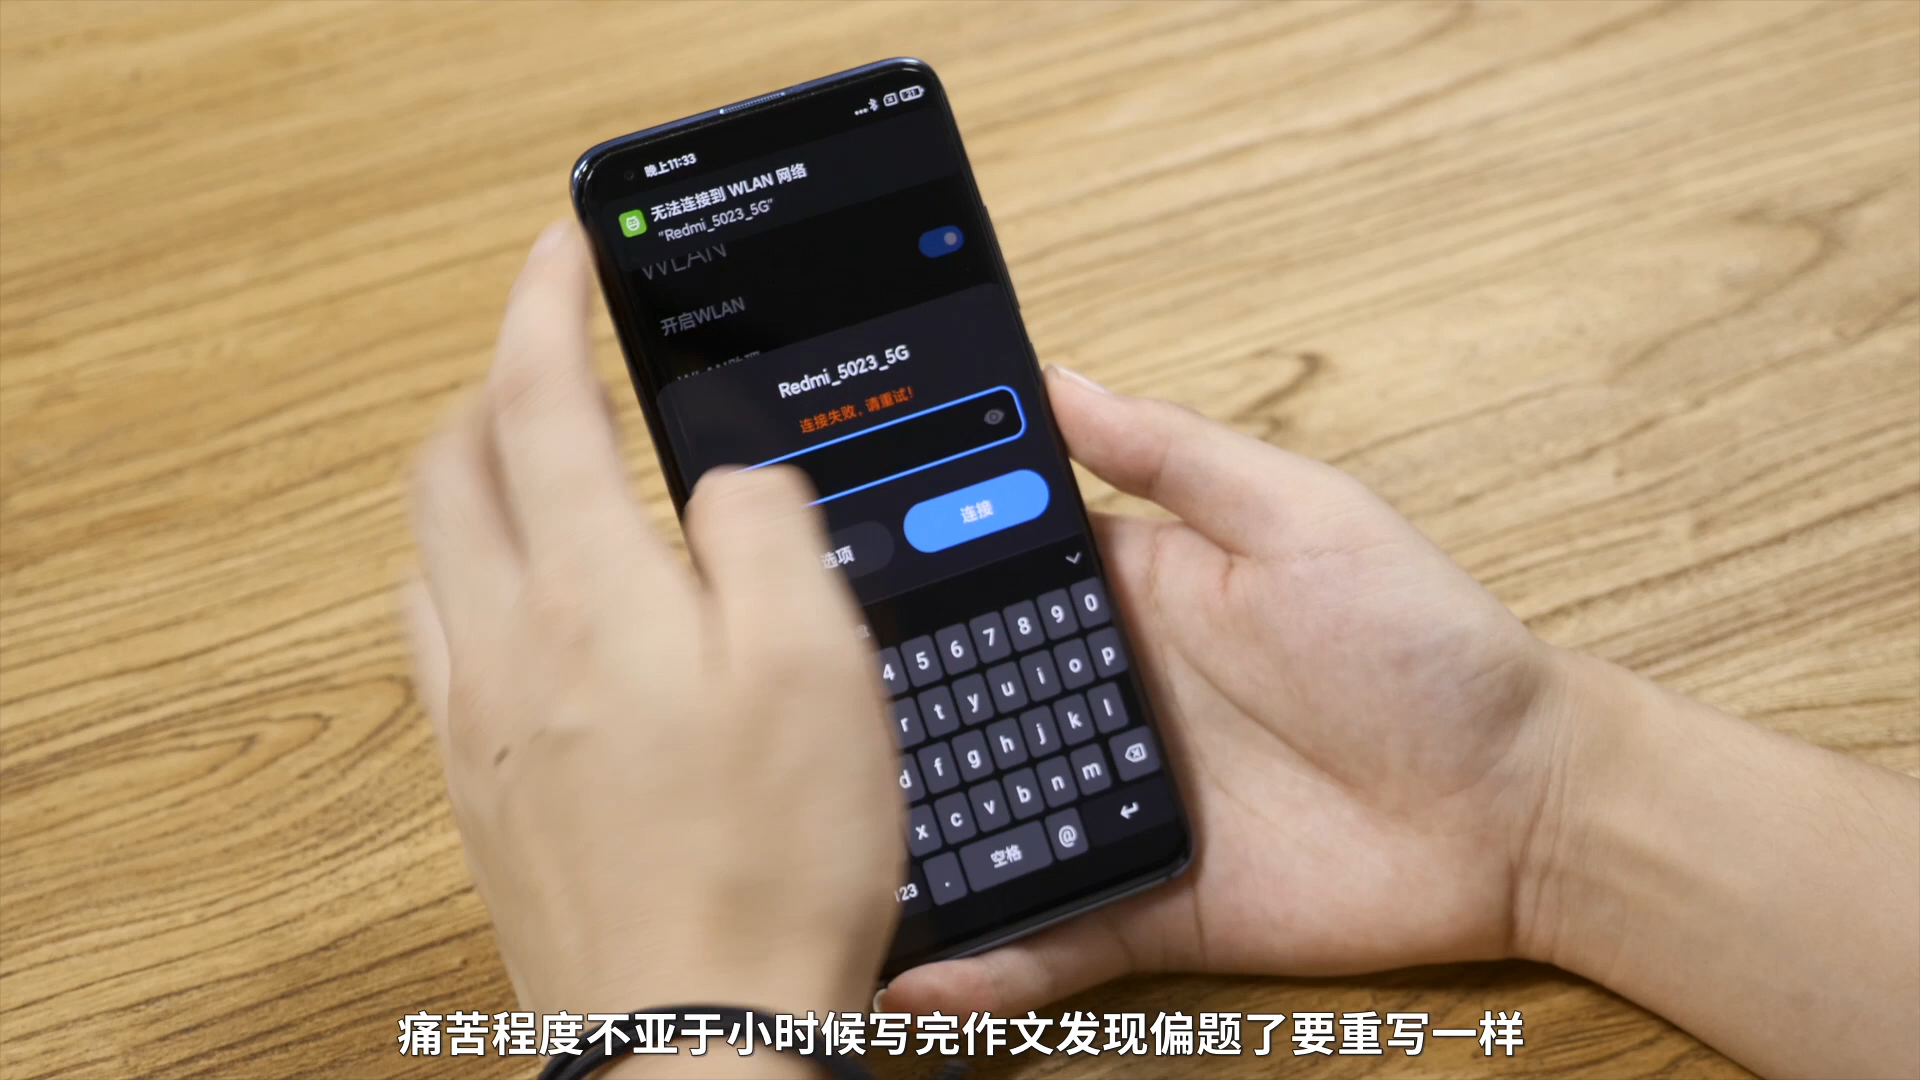 晚上11:33
无法连接到 WLAN 网络
"Redmi_5023_5G"
WLAN
开启WLAN
Redmi_5023_5G
连接失败，请重试！
选项
连接
4 5 6 7 8 9 0
r t y u i o p
d f g h j k l
x c v b n m
123 . 空格 @
痛苦程度不亚于小时候写完作文发现偏题了要重写一样